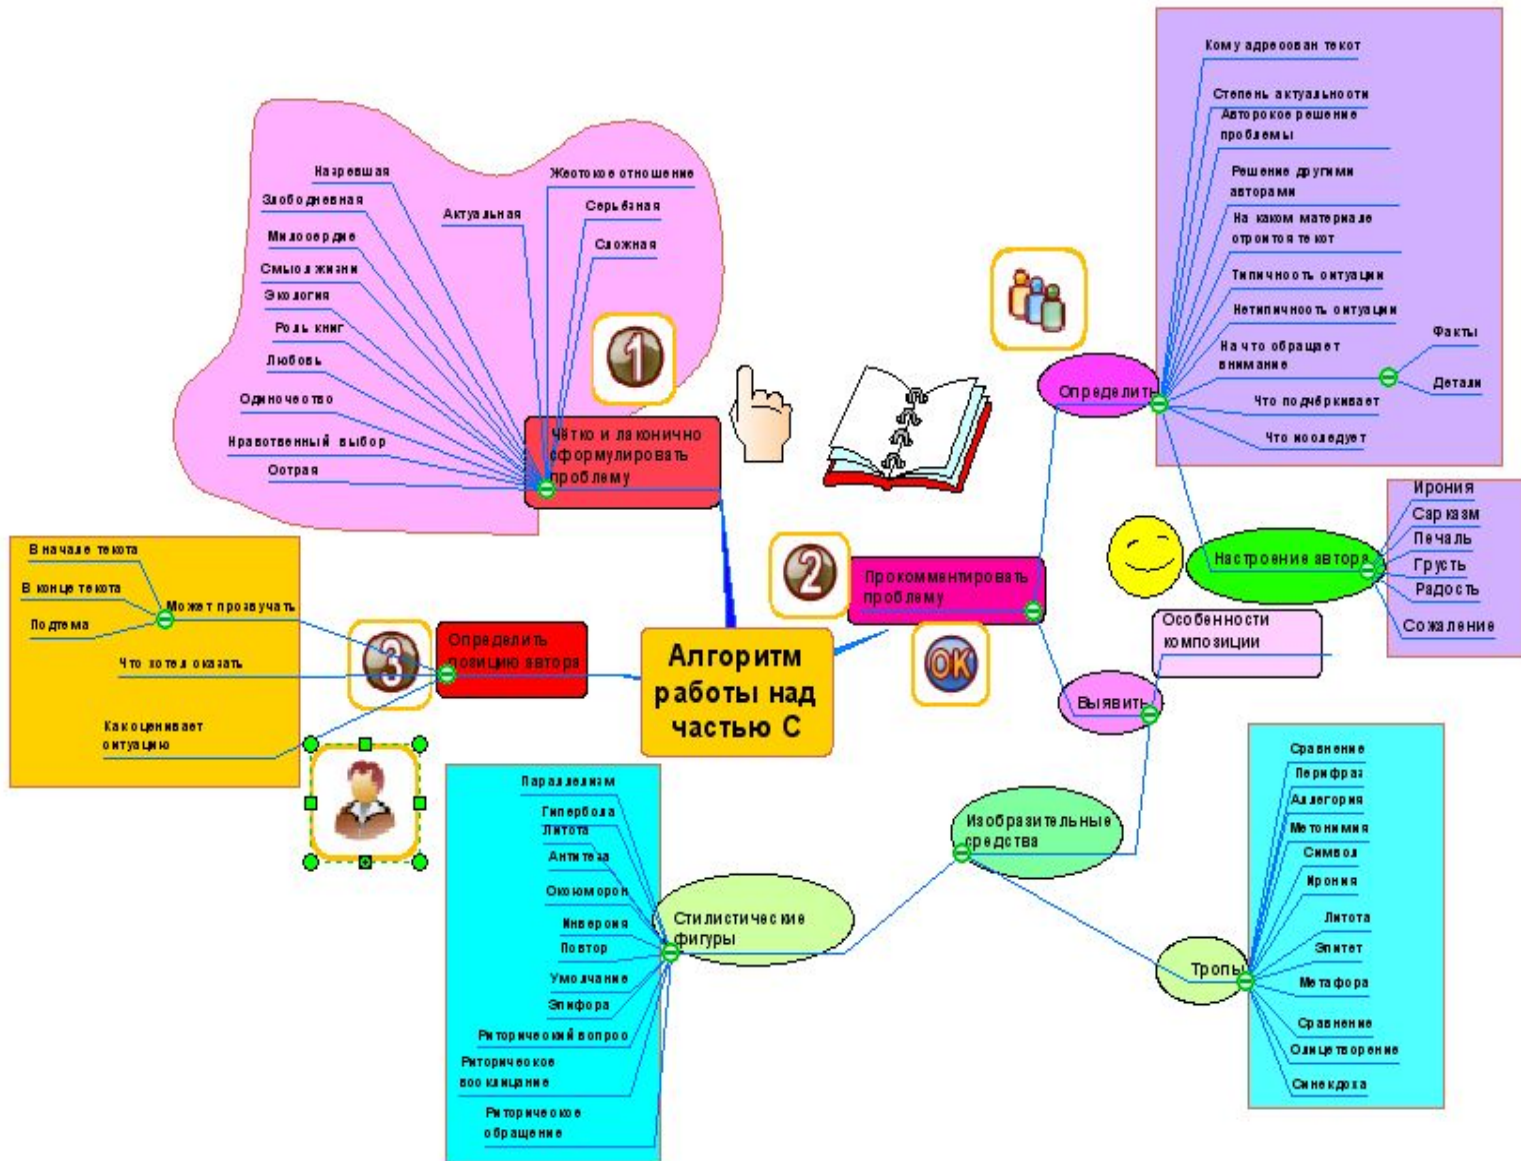 Назревшая
Злободневная
Милосердие
Смысл жизни
Экология
Роль книг
Любовь
Одиночество
Нравственный выбор
Острая
Актуальная
Жестокое отношение
Серьёзная
Сложная
1
Чётко и лаконично
сформулировать
проблему
Алгоритм
работы над
частью С
2
Прокомментировать
проблему
OK
Определить
Кому адресован текст
Степень актуальности
Авторское решение
проблемы
Решение другими
авторами
На каком материале
строится текст
Типичность ситуации
Нетипичность ситуации
На что обращает
внимание
Факты
Детали
Что подчёркивает
Что исследует
Настроение автора
Ирония
Сарказм
Печаль
Грусть
Радость
Сожаление
Выявить
Особенности
композиции
Изобразительные
средства
Тропы
Сравнение
Перифраз
Аллегория
Метонимия
Символ
Ирония
Литота
Эпитет
Метафора
Сравнение
Олицетворение
Синекдоха
Стилистические
фигуры
Параллелизм
Гипербола
Литота
Антитеза
Оксюморон
Инверсия
Повтор
Умолчание
Эпифора
Риторический вопрос
Риторическое
восклицание
Риторическое
обращение
3
Определить
позицию автора
Может прозвучать
В начале текста
В конце текста
Подтема
Что хотел сказать
Как оценивает
ситуацию